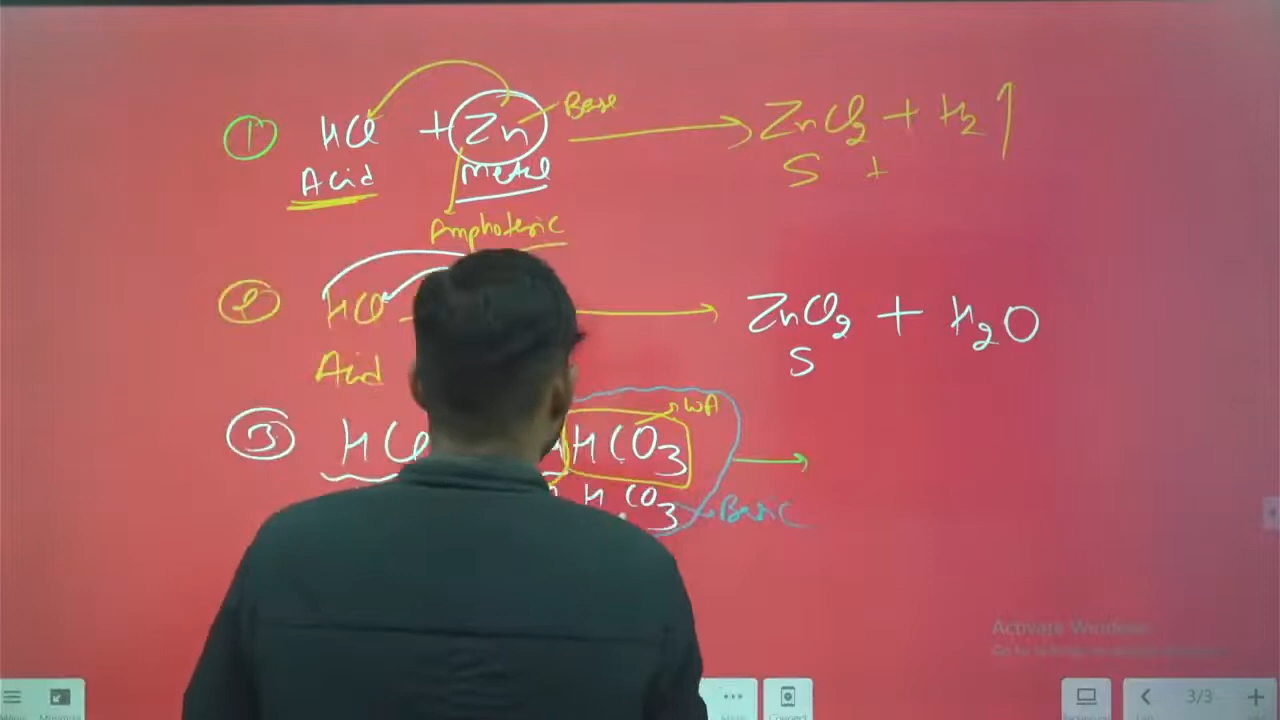 ① HCl + Zn Base → ZnCl2 + H2↑
Acid Metal S +
Amphoteric
② HCl → ZnCl2 + H2O
Acid S
③ HCl HCO3 → WA →
HCO3 → Basic
Activate Windows
3/3